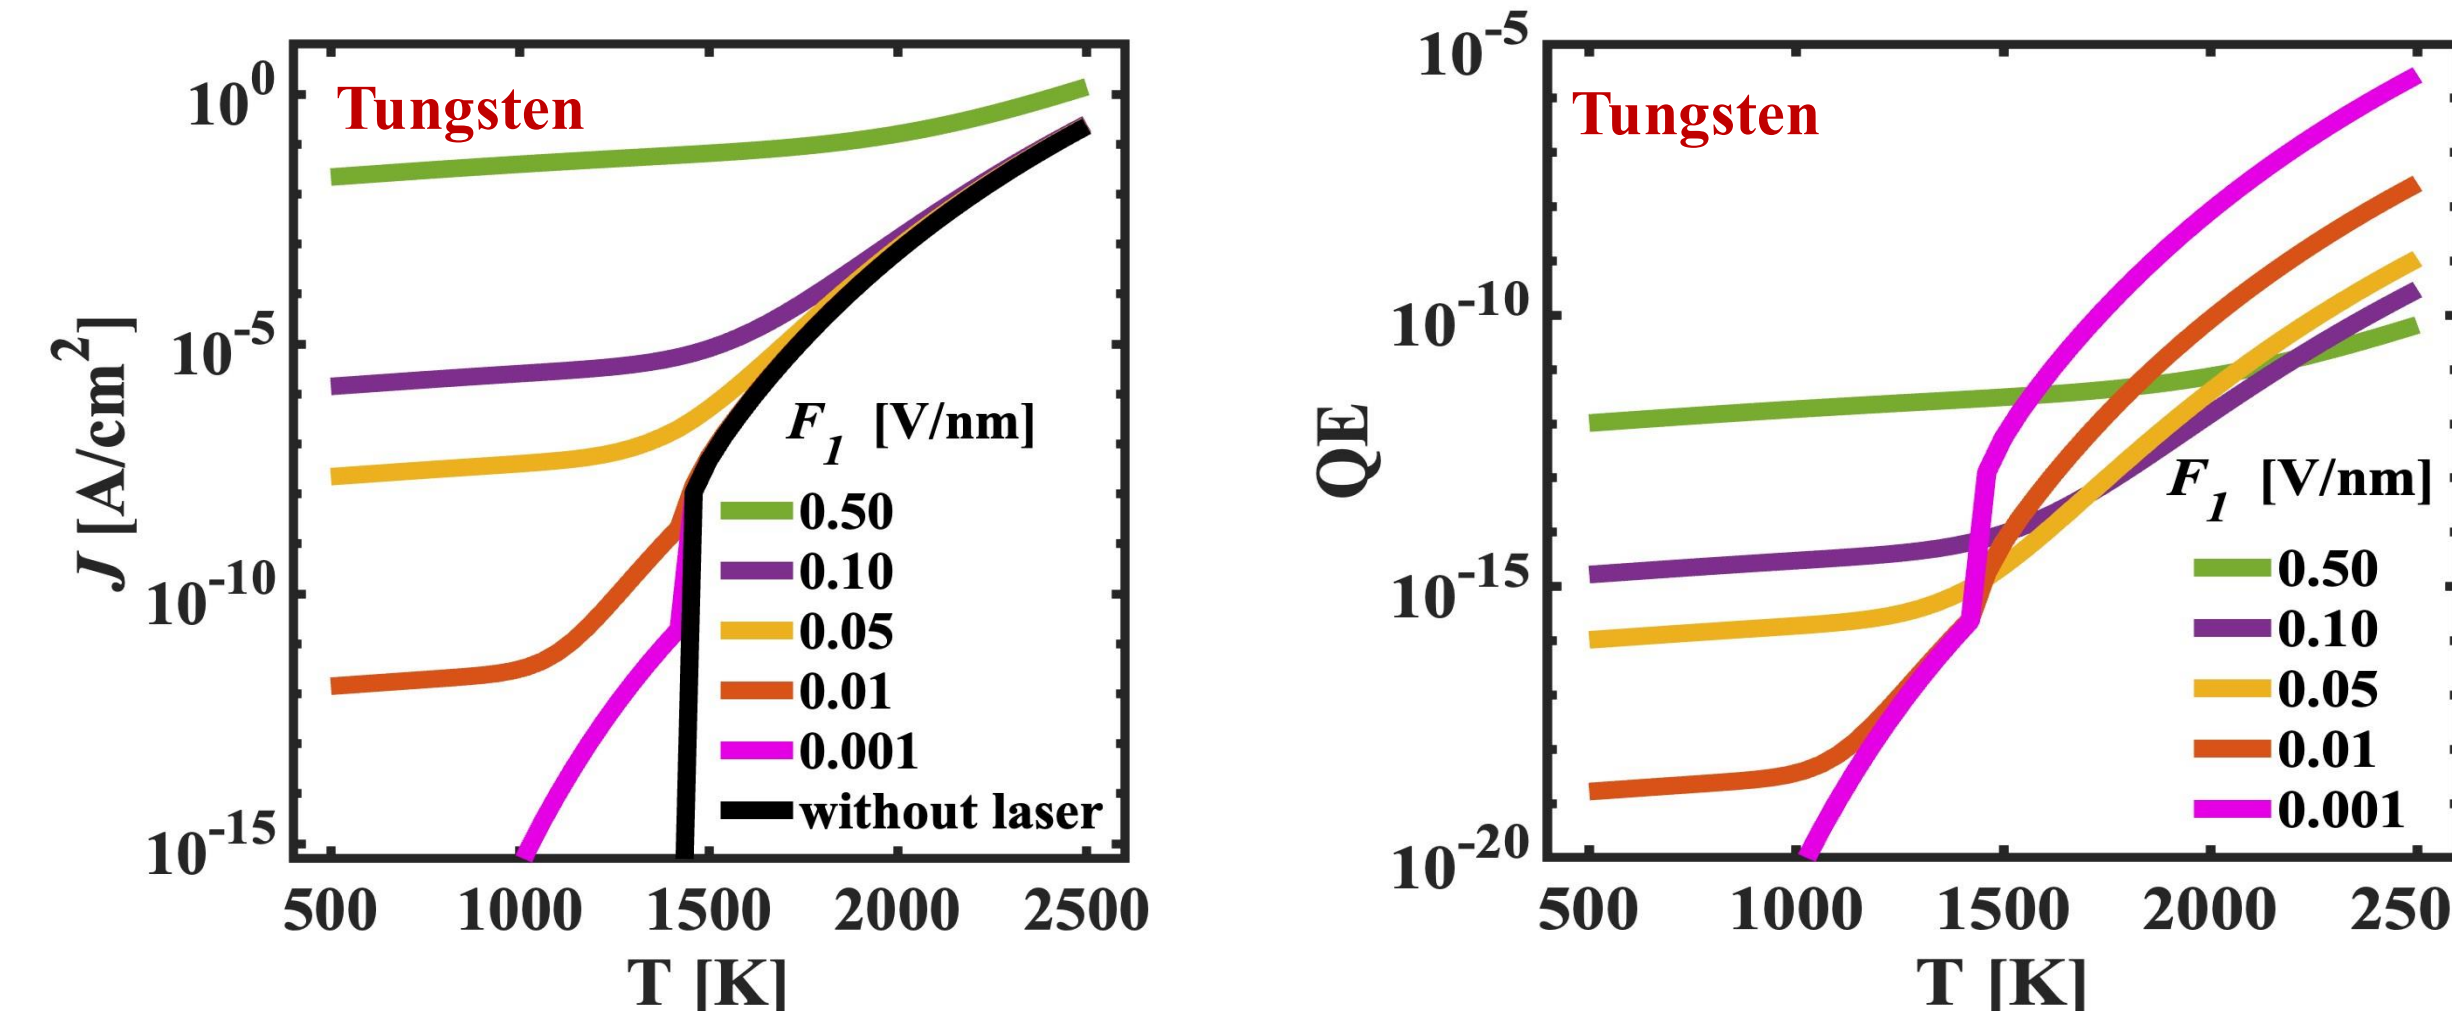 Tungsten
10^0
10^-5
10^-10
10^-15
J [A/cm^2]
F_1 [V/nm]
0.50
0.10
0.05
0.01
0.001
without laser
500 1000 1500 2000 2500
T [K]
Tungsten
10^-5
10^-10
10^-15
10^-20
QE
F_1 [V/nm]
0.50
0.10
0.05
0.01
0.001
500 1000 1500 2000 250
T [K]